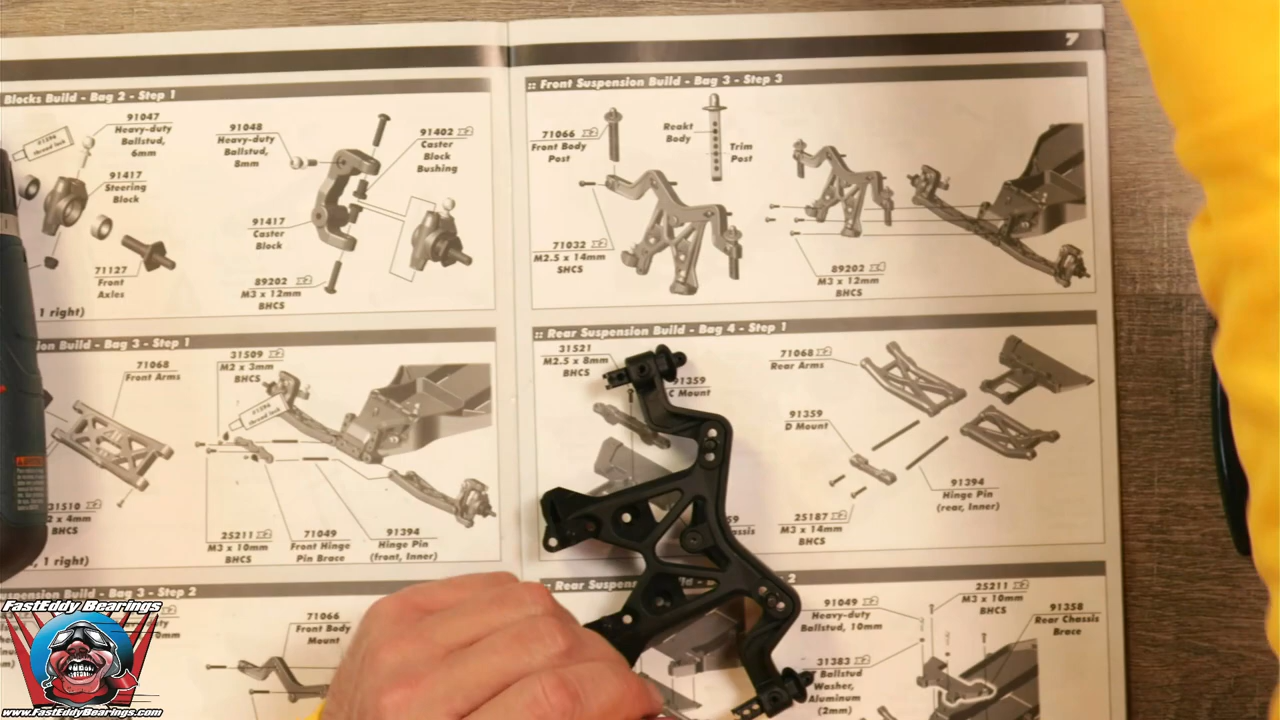 7
Blocks Build - Bag 2 - Step 1
91047
Heavy-duty
Ballstud,
6mm
thread lock
91417
Steering
Block
71127
Front
Axles
1 right)
91048
Heavy-duty
Ballstud,
8mm
91402
Caster
Block
Bushing
91417
Caster
Block
89202
M3 x 12mm
BHCS
:: Front Suspension Build - Bag 3 - Step 3
71066
Front Body
Post
Reakt
Body
Trim
Post
71032
M2.5 x 14mm
SHCS
89202
M3 x 12mm
BHCS
Build - Bag 3 - Step 1
71068
Front Arms
31510
x 4mm
BHCS
, 1 right)
31509
M2 x 3mm
BHCS
thread lock
25211
M3 x 10mm
BHCS
71049
Front Hinge
Pin Brace
91394
Hinge Pin
(front, Inner)
:: Rear Suspension Build - Bag 4 - Step 1
31521
M2.5 x 8mm
BHCS
91359
C Mount
71068
Rear Arms
91359
D Mount
25187
M3 x 14mm
BHCS
91394
Hinge Pin
(rear, Inner)
Build - Bag 3 - Step 2
71066
Front Body
Mount
:: Rear Suspen
2
91049
Heavy-duty
Ballstud, 10mm
31383
Ballstud
Washer,
Aluminum
(2mm)
25211
M3 x 10mm
BHCS
91358
Rear Chassis
Brace
FastEddy Bearings
www.FastEddyBearings.com